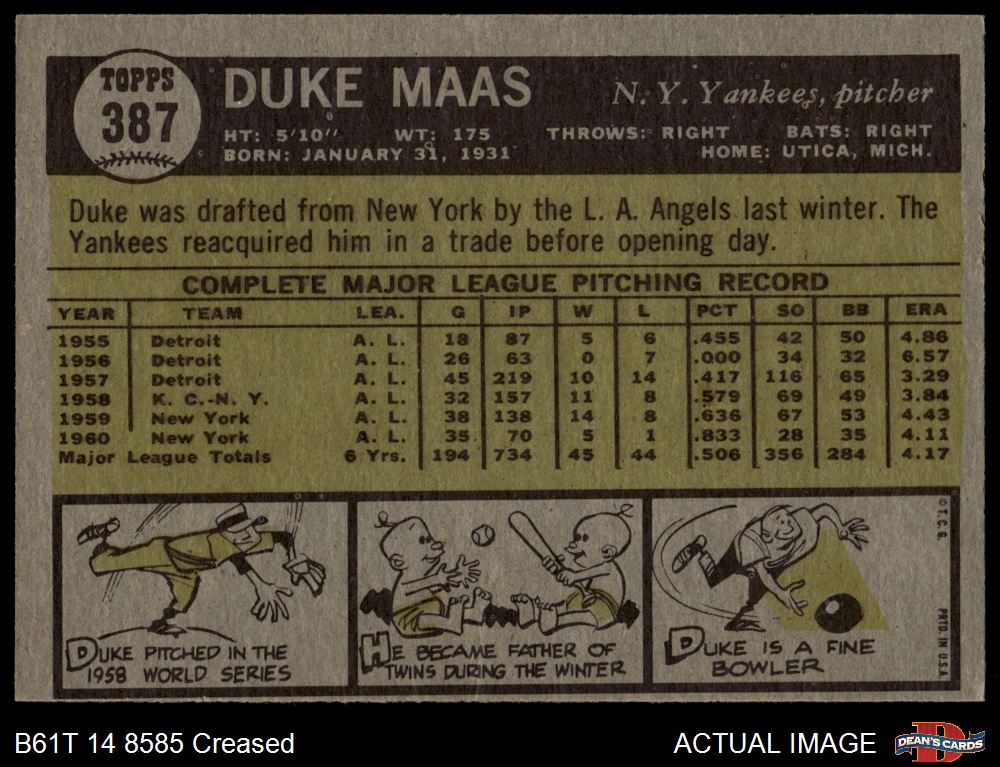 TOPPS
387
DUKE MAAS
N. Y. Yankees, pitcher
HT: 5'10" WT: 175 THROWS: RIGHT BATS: RIGHT
BORN: JANUARY 31, 1931 HOME: UTICA, MICH.
Duke was drafted from New York by the L. A. Angels last winter. The
Yankees reacquired him in a trade before opening day.
COMPLETE MAJOR LEAGUE PITCHING RECORD
YEAR TEAM LEA. G IP W L PCT SO BB ERA
1955 Detroit A. L. 18 87 5 6 .455 42 50 4.86
1956 Detroit A. L. 26 63 0 7 .000 34 32 6.57
1957 Detroit A. L. 45 219 10 14 .417 116 65 3.29
1958 K. C.-N. Y. A. L. 32 157 11 8 .579 69 49 3.84
1959 New York A. L. 38 138 14 8 .636 67 53 4.43
1960 New York A. L. 35 70 5 1 .833 28 35 4.11
Major League Totals 6 Yrs. 194 734 45 44 .506 356 284 4.17
DUKE PITCHED IN THE
1958 WORLD SERIES
HE BECAME FATHER OF
TWINS DURING THE WINTER
DUKE IS A FINE
BOWLER
© T. C. G.
PRTD. IN U.S.A.
B61T 14 8585 Creased
ACTUAL IMAGE
DEAN'S CARDS